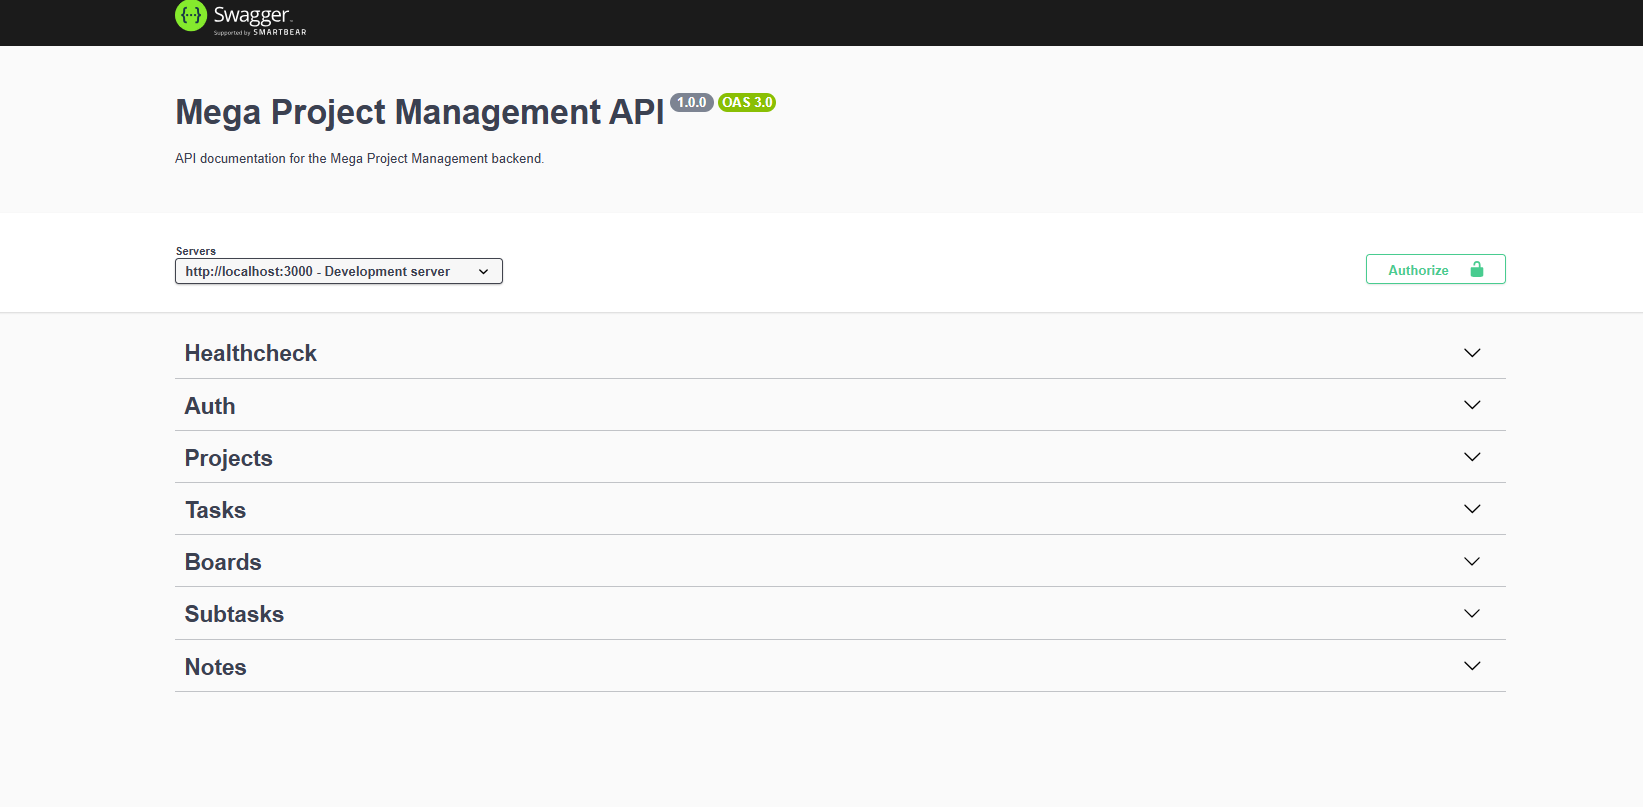 {···} Swagger
Supported by SMARTBEAR
Mega Project Management API 1.0.0 OAS 3.0
API documentation for the Mega Project Management backend.
Servers
http://localhost:3000 - Development server
Authorize
Healthcheck
Auth
Projects
Tasks
Boards
Subtasks
Notes